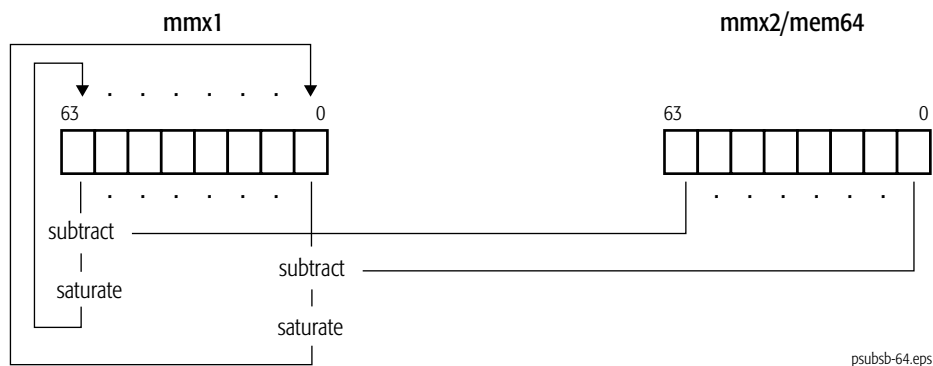 mmx1 mmx2/mem64
. . . . . .
63 0 63 0
. . . . . . . . . . . .
subtract
subtract
saturate
saturate
psubsb-64.eps